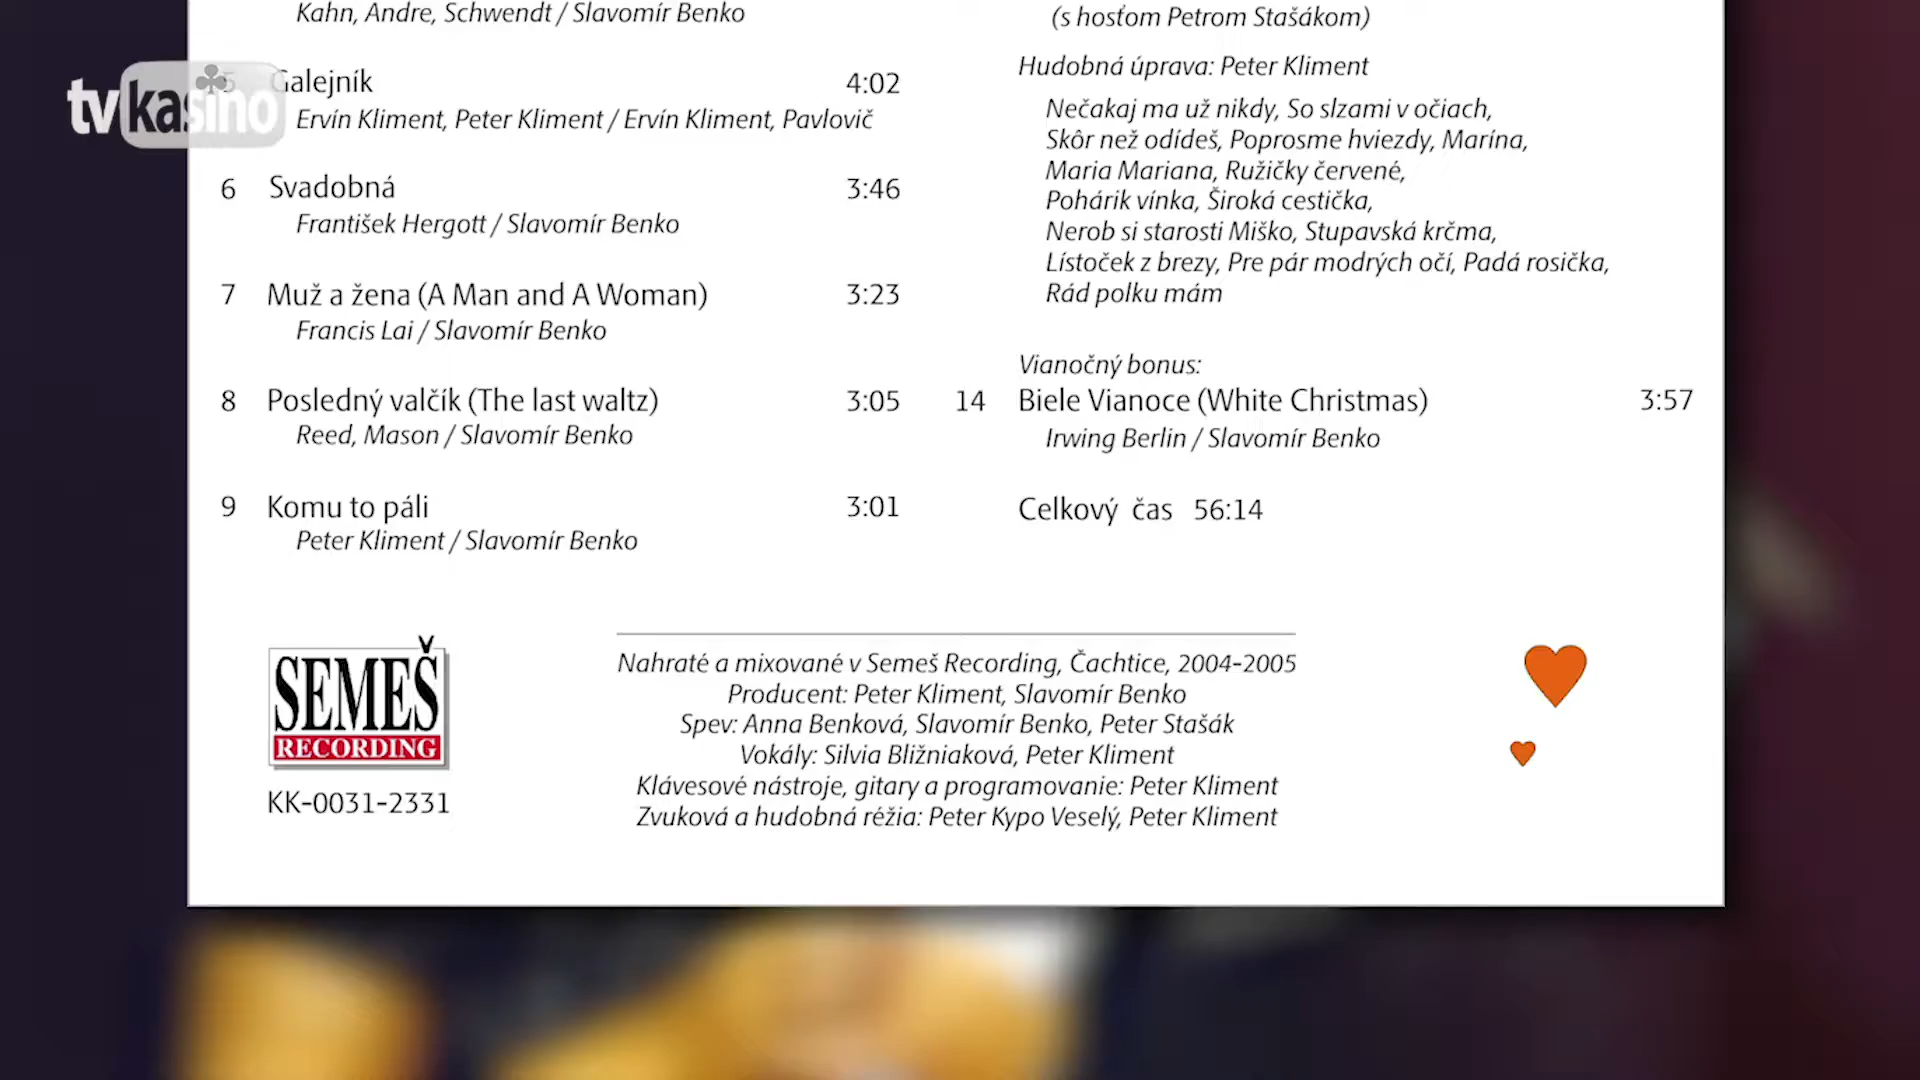 Kahn, Andre, Schwendt / Slavomír Benko
tvkasino
5 Galejník 4:02
Ervín Kliment, Peter Kliment / Ervín Kliment, Pavlovič
6 Svadobná 3:46
František Hergott / Slavomír Benko
7 Muž a žena (A Man and A Woman) 3:23
Francis Lai / Slavomír Benko
8 Posledný valčík (The last waltz) 3:05
Reed, Mason / Slavomír Benko
9 Komu to páli 3:01
Peter Kliment / Slavomír Benko
(s hosťom Petrom Stašákom)
Hudobná úprava: Peter Kliment
Nečakaj ma už nikdy, So slzami v očiach,
Skôr než odídeš, Poprosme hviezdy, Marína,
Maria Mariana, Ružičky červené,
Pohárik vínka, Široká cestička,
Nerob si starosti Miško, Stupavská krčma,
Lístoček z brezy, Pre pár modrých očí, Padá rosička,
Rád polku mám
Vianočný bonus:
14 Biele Vianoce (White Christmas) 3:57
Irwing Berlin / Slavomír Benko
Celkový čas 56:14
SEMEŠ
RECORDING
KK-0031-2331
Nahraté a mixované v Semeš Recording, Čachtice, 2004-2005
Producent: Peter Kliment, Slavomír Benko
Spev: Anna Benková, Slavomír Benko, Peter Stašák
Vokály: Silvia Bližniaková, Peter Kliment
Klávesové nástroje, gitary a programovanie: Peter Kliment
Zvuková a hudobná réžia: Peter Kypo Veselý, Peter Kliment